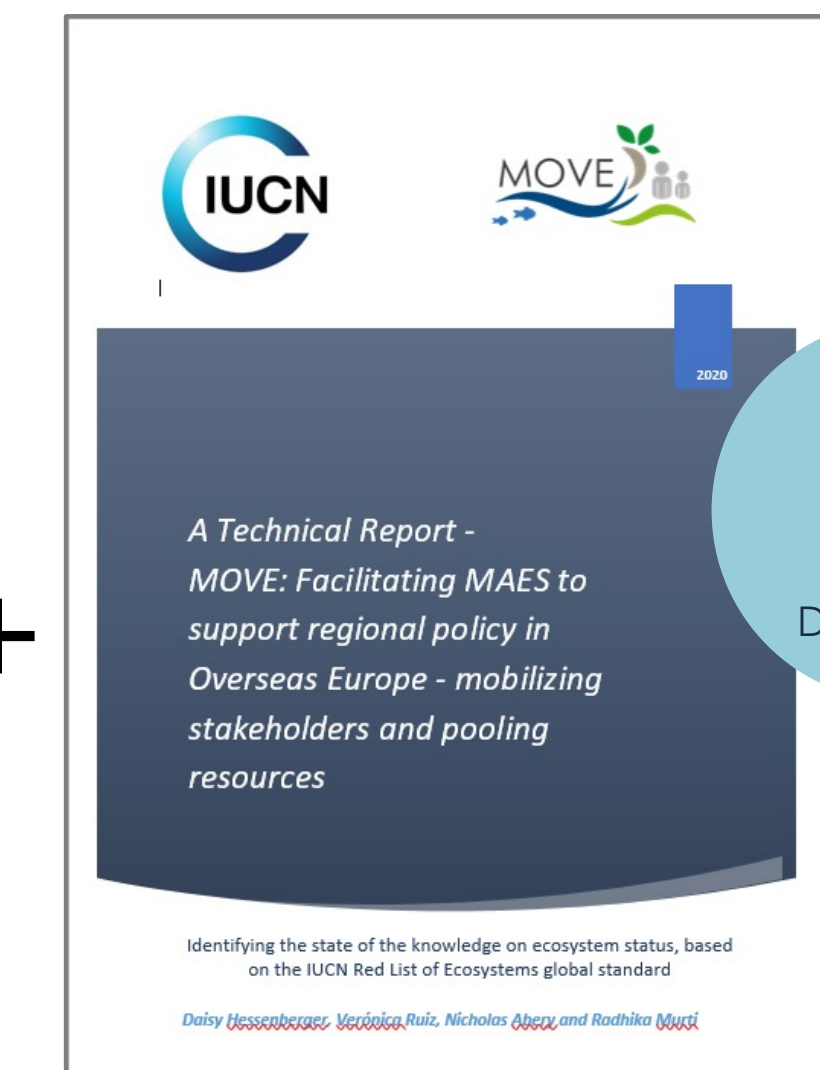 IUCN
MOVE
2020
A Technical Report -
MOVE: Facilitating MAES to
support regional policy in
Overseas Europe - mobilizing
stakeholders and pooling
resources
D
Identifying the state of the knowledge on ecosystem status, based
on the IUCN Red List of Ecosystems global standard
Daisy Hessenberger, Verónica Ruiz, Nicholas Abery and Radhika Murti